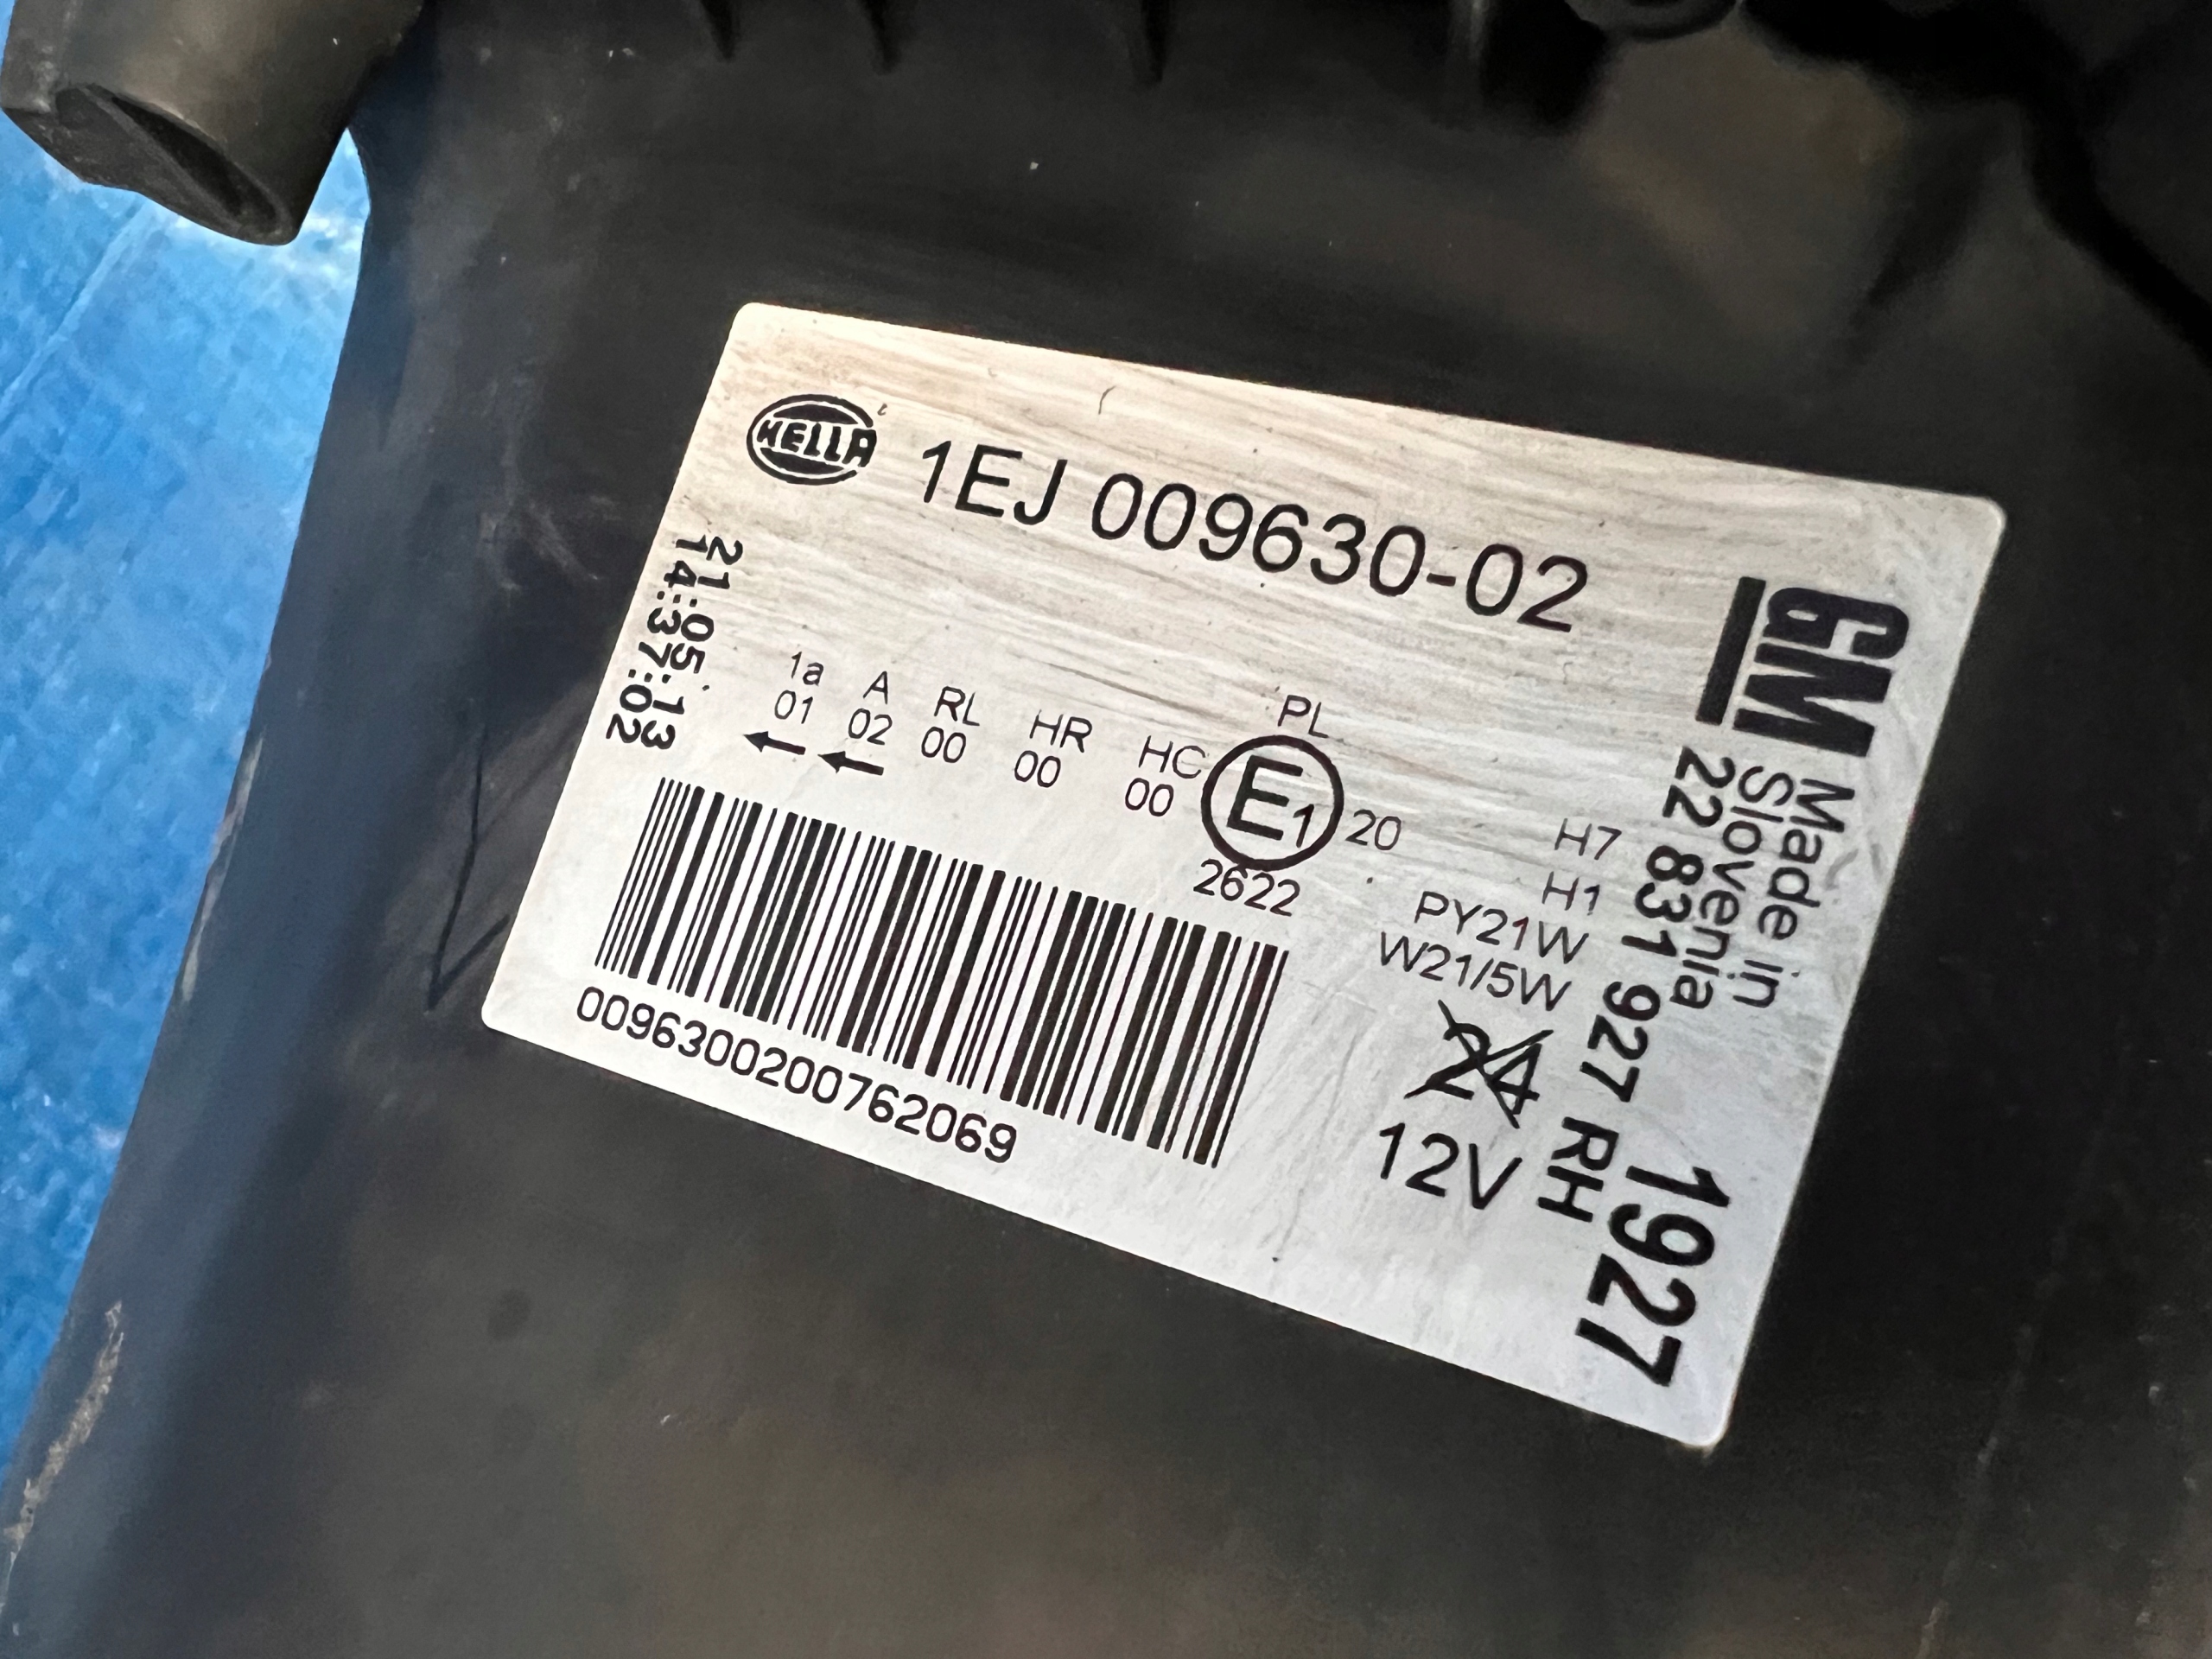 HELLA
1EJ 009630-02
GM
Made in
Slovenia
22 831 927 RH
1927
21:05:13
14:37:02
1a A RL HR HC PL
01 02 00 00 00 E1 20
2622
H7
H1
PY21W
W21/5W
24
12V
0096300200762069